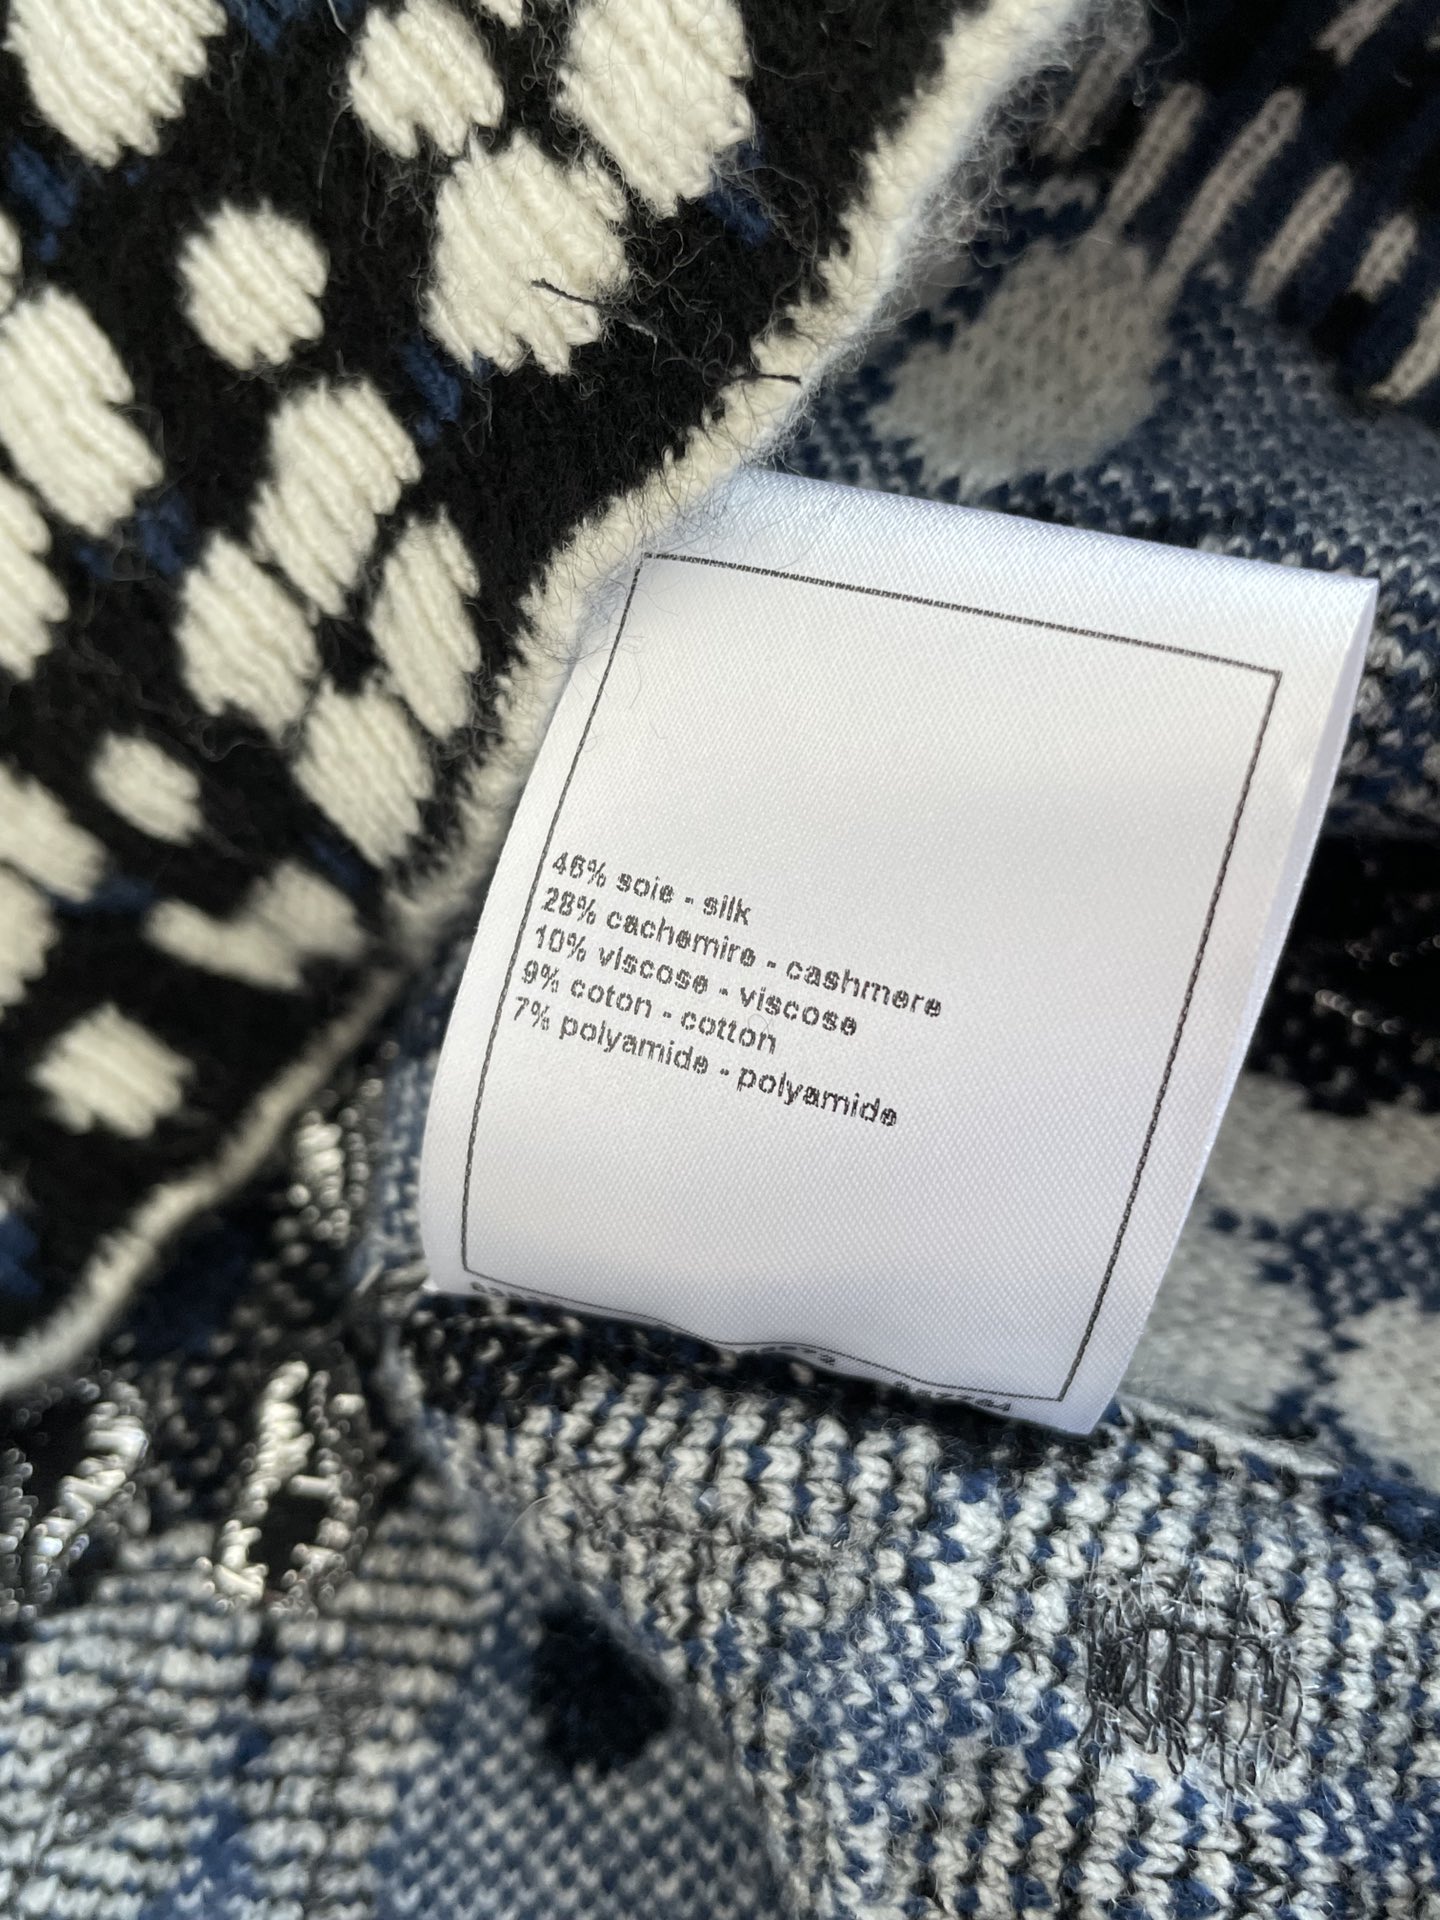 46% soie - silk
28% cachemire - cashmere
10% viscose - viscose
9% coton - cotton
7% polyamide - polyamide